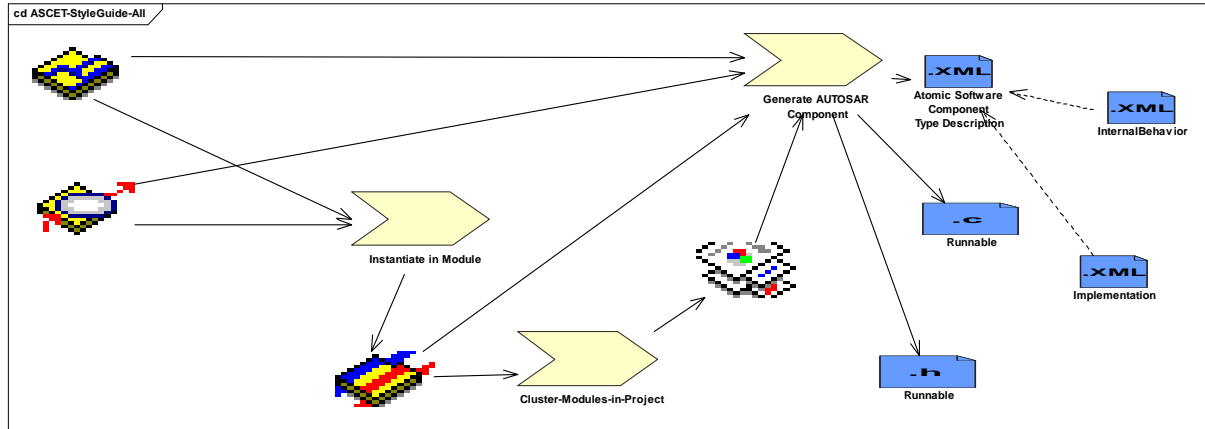 cd ASCET-StyleGuide-All
Generate AUTOSAR
Component
.XML
Atomic Software
Component
Type Description
.XML
InternalBehavior
Instantiate in Module
.c
Runnable
.XML
Implementation
Cluster-Modules-in-Project
.h
Runnable